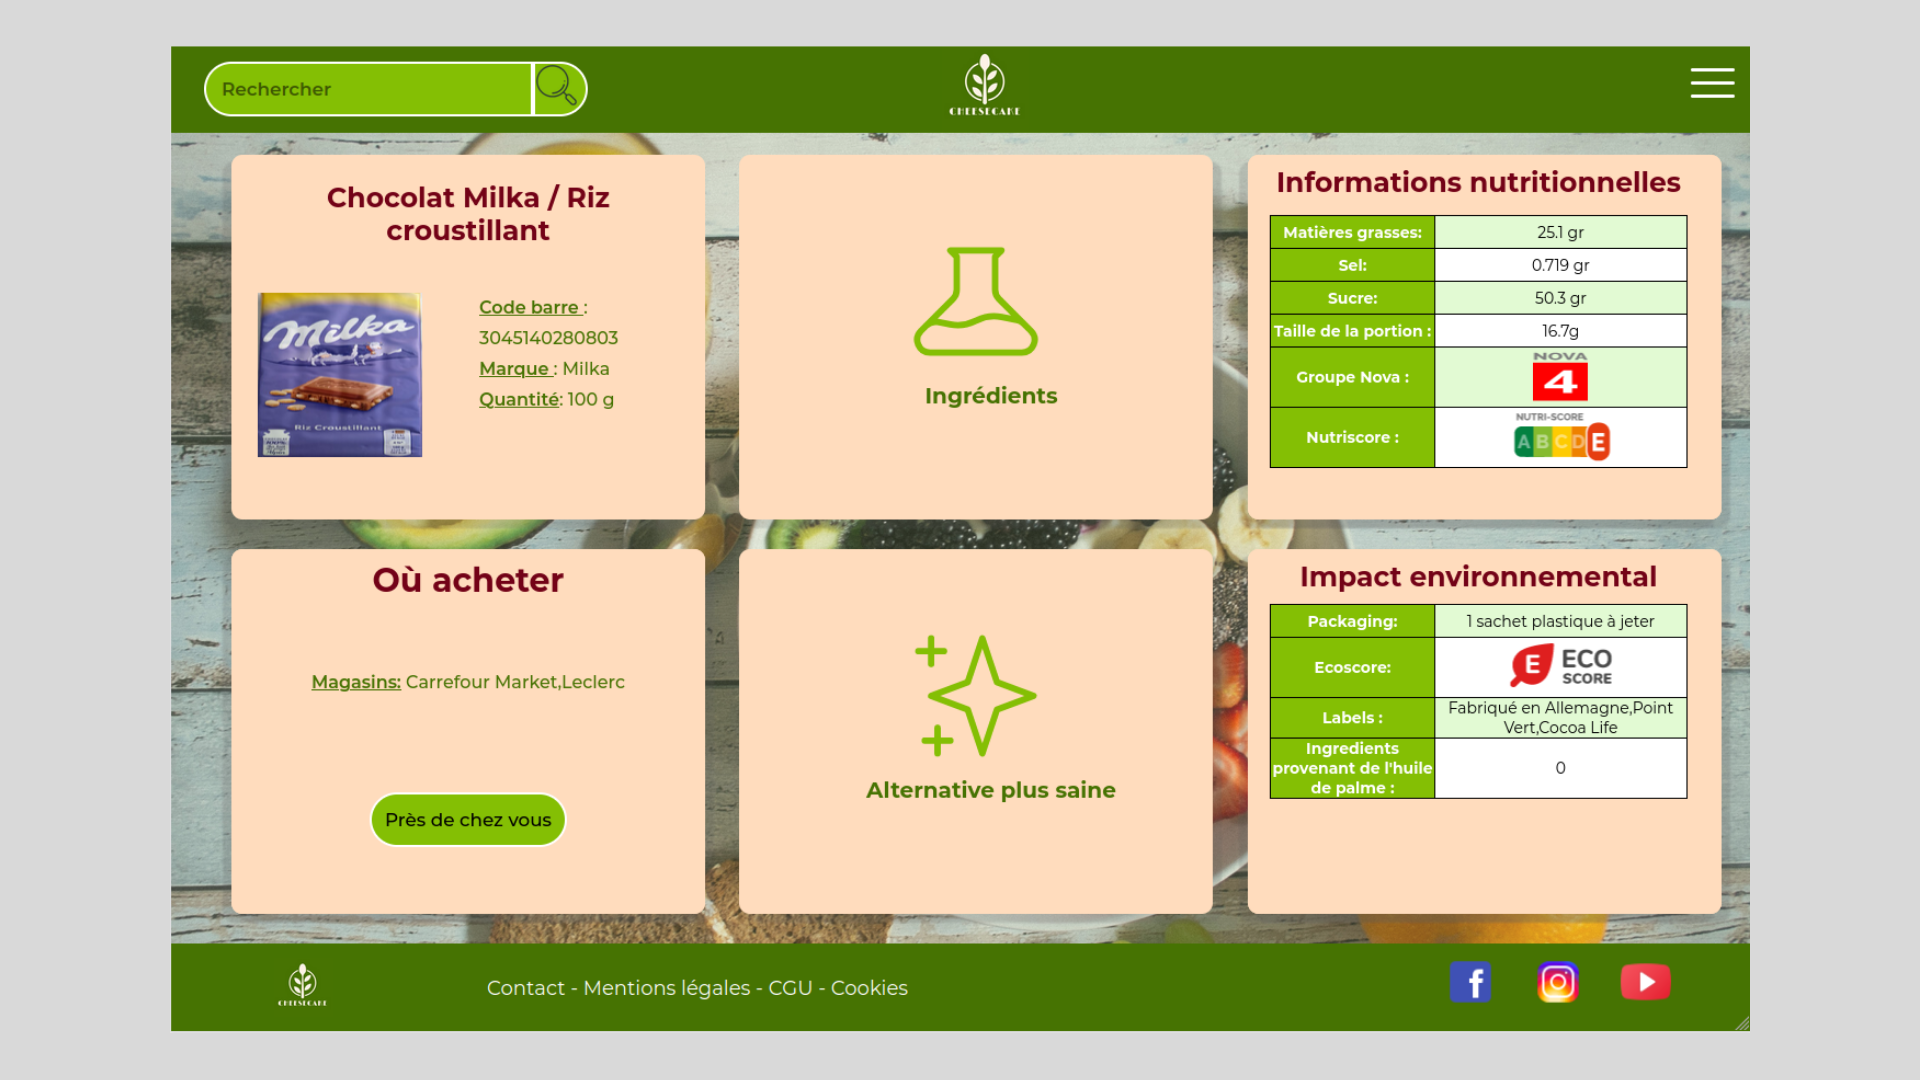 Rechercher
CHEESECAKE
Chocolat Milka / Riz
croustillant
Milka
Riz Croustillant
Code barre :
3045140280803
Marque : Milka
Quantité: 100 g
Ingrédients
Informations nutritionnelles
Matières grasses: 25.1 gr
Sel: 0.719 gr
Sucre: 50.3 gr
Taille de la portion : 16.7g
Groupe Nova : NOVA 4
Nutriscore : NUTRI-SCORE A B C D E
Où acheter
Magasins: Carrefour Market,Leclerc
Près de chez vous
Alternative plus saine
Impact environnemental
Packaging: 1 sachet plastique à jeter
Ecoscore: E ECO SCORE
Labels : Fabriqué en Allemagne,Point
Vert,Cocoa Life
Ingredients
provenant de l'huile
de palme : 0
CHEESECAKE
Contact - Mentions légales - CGU - Cookies